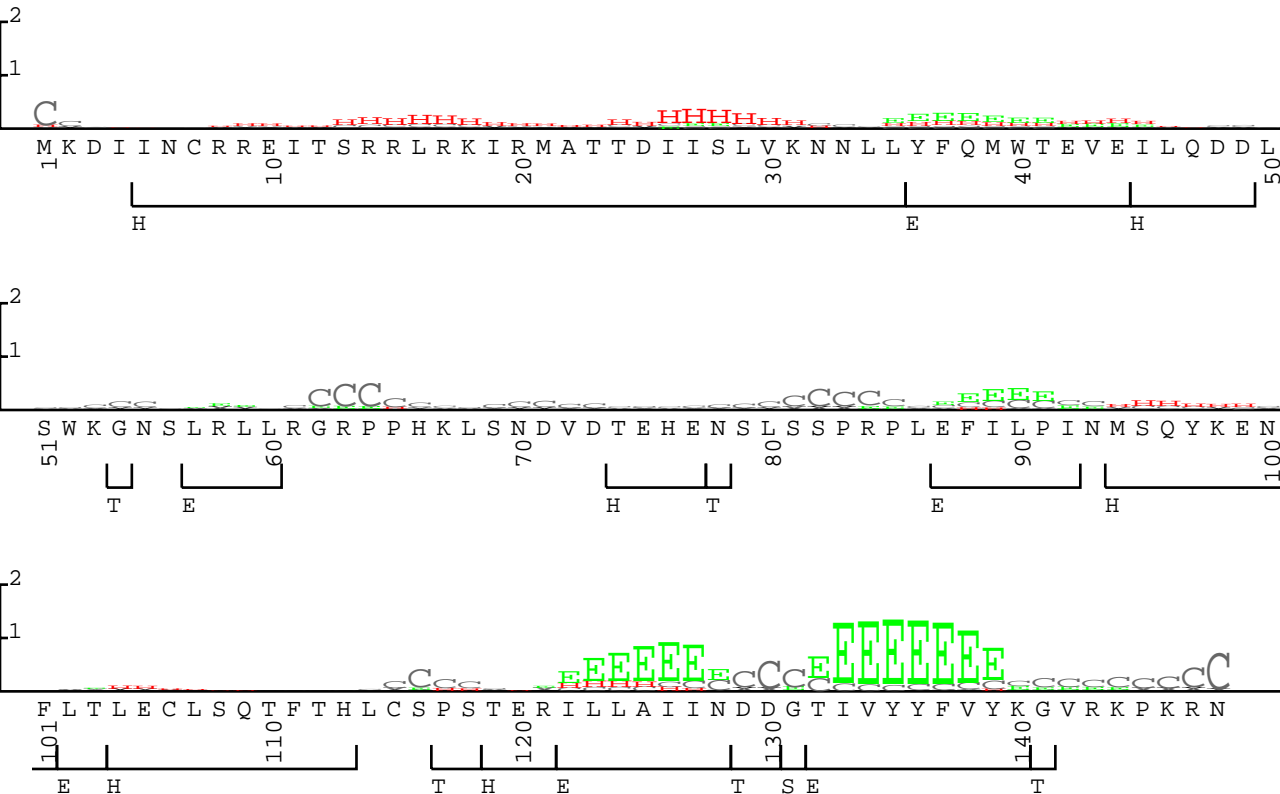 2
1
C H H H H H H H H H E E E E E E
M K D I I N C R R E I T S R R L R K I R M A T T D I I S L V K N N L L Y F Q M W T E V E I L Q D D L
1 10 20 30 40 50
H E H
2
1
C C C C C C C C C E E E E
S W K G N S L R L L R G R P P H K L S N D V D T E H E N S L S S P R P L E F I L P I N M S Q Y K E N
51 60 70 80 90 100
T E H T E H
2
1
C C C C E E E E E E E C C C E E E E E E E E C C C C C C C C C
F L T L E C L S Q T F T H L C S P S T E R I L L A I I N D D G T I V Y Y F V Y K G V R K P K R N
101 110 120 130 140
E H T H E T S E T